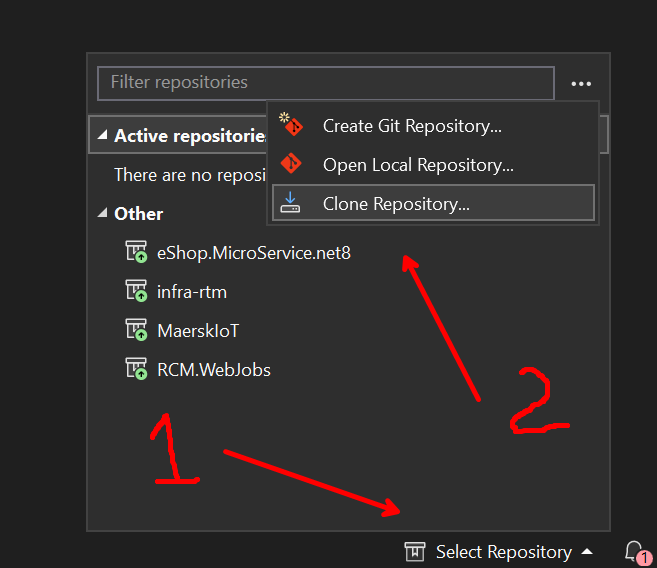 Filter repositories
...
Create Git Repository...
Active repositorie
Open Local Repository...
There are no reposi
Clone Repository...
Other
eShop.MicroService.net8
infra-rtm
MaerskIoT
RCM.WebJobs
2
1
Select Repository
1